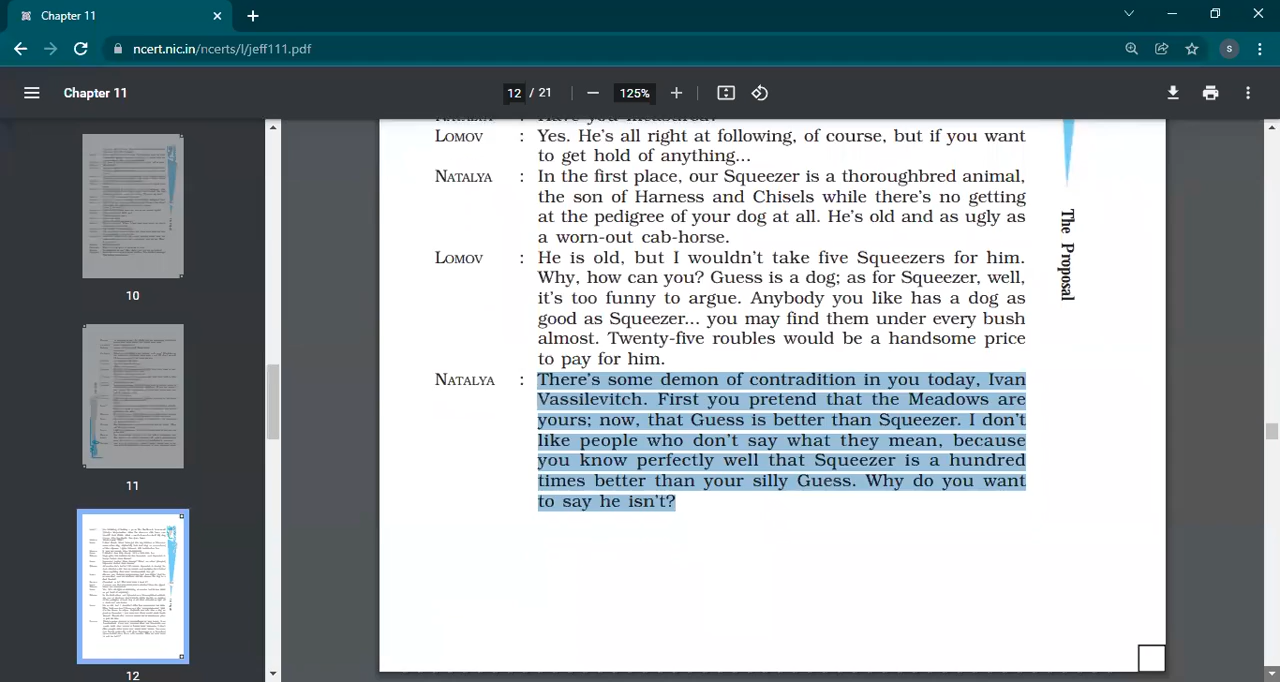 Chapter 11
ncert.nic.in/ncerts/l/jeff111.pdf
S
Chapter 11
12 / 21
125%
10
11
12
LOMOV : Yes. He's all right at following, of course, but if you want
to get hold of anything...
NATALYA : In the first place, our Squeezer is a thoroughbred animal,
the son of Harness and Chisels while there's no getting
at the pedigree of your dog at all. He's old and as ugly as
a worn-out cab-horse.
LOMOV : He is old, but I wouldn't take five Squeezers for him.
Why, how can you? Guess is a dog; as for Squeezer, well,
it's too funny to argue. Anybody you like has a dog as
good as Squeezer... you may find them under every bush
almost. Twenty-five roubles would be a handsome price
to pay for him.
NATALYA : There's some demon of contradition in you today, Ivan
Vassilevitch. First you pretend that the Meadows are
yours; now, that Guess is better than Squeezer. I don't
like people who don't say what they mean, because
you know perfectly well that Squeezer is a hundred
times better than your silly Guess. Why do you want
to say he isn't?
The Proposal